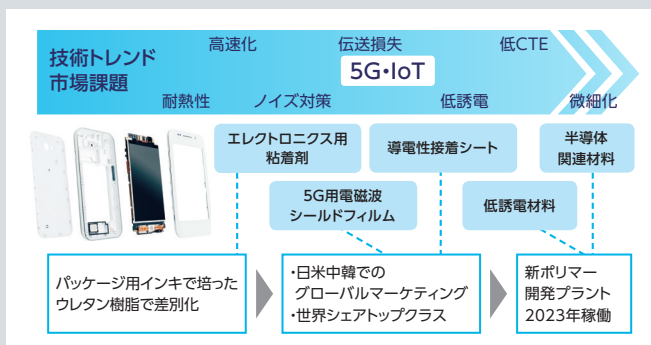 技術トレンド
市場課題
高速化
伝送損失
低CTE
5G・IoT
耐熱性
ノイズ対策
低誘電
微細化
エレクトロニクス用
粘着剤
導電性接着シート
半導体
関連材料
5G用電磁波
シールドフィルム
低誘電材料
パッケージ用インキで培った
ウレタン樹脂で差別化
・日米中韓での
グローバルマーケティング
・世界シェアトップクラス
新ポリマー
開発プラント
2023年稼働